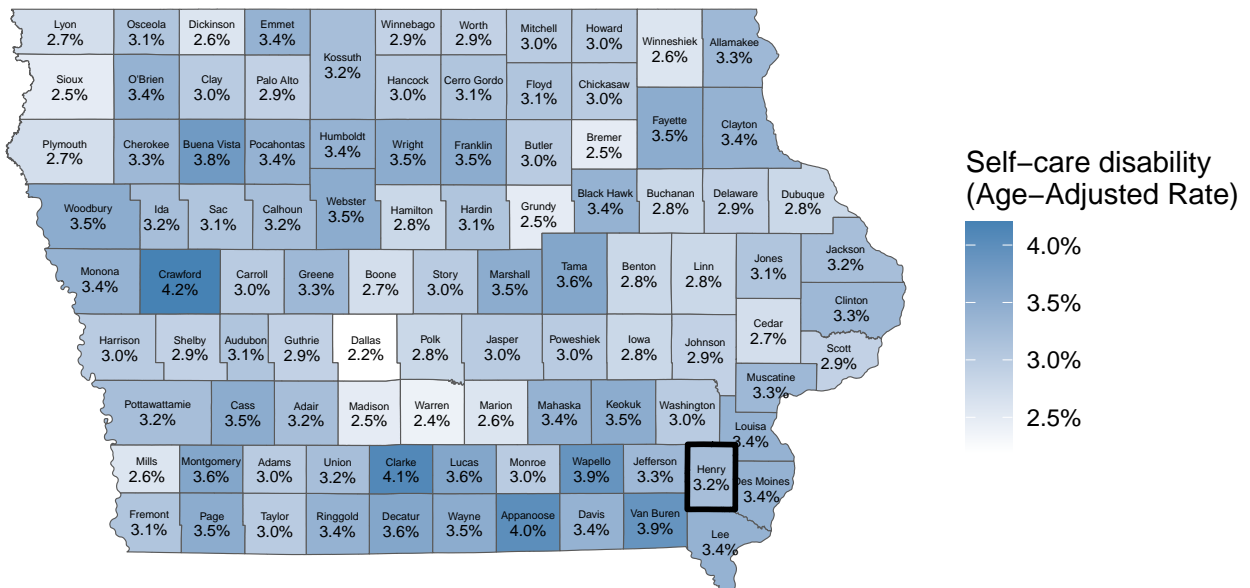 Lyon
2.7%
Osceola
3.1%
Dickinson
2.6%
Emmet
3.4%
Kossuth
3.2%
Winnebago
2.9%
Worth
2.9%
Mitchell
3.0%
Howard
3.0%
Winneshiek
2.6%
Allamakee
3.3%
Sioux
2.5%
O'Brien
3.4%
Clay
3.0%
Palo Alto
2.9%
Hancock
3.0%
Cerro Gordo
3.1%
Floyd
3.1%
Chickasaw
3.0%
Plymouth
2.7%
Cherokee
3.3%
Buena Vista
3.8%
Pocahontas
3.4%
Humboldt
3.4%
Wright
3.5%
Franklin
3.5%
Butler
3.0%
Bremer
2.5%
Fayette
3.5%
Clayton
3.4%
Woodbury
3.5%
Ida
3.2%
Sac
3.1%
Calhoun
3.2%
Webster
3.5%
Hamilton
2.8%
Hardin
3.1%
Grundy
2.5%
Black Hawk
3.4%
Buchanan
2.8%
Delaware
2.9%
Dubuque
2.8%
Monona
3.4%
Crawford
4.2%
Carroll
3.0%
Greene
3.3%
Boone
2.7%
Story
3.0%
Marshall
3.5%
Tama
3.6%
Benton
2.8%
Linn
2.8%
Jones
3.1%
Jackson
3.2%
Clinton
3.3%
Harrison
3.0%
Shelby
2.9%
Audubon
3.1%
Guthrie
2.9%
Dallas
2.2%
Polk
2.8%
Jasper
3.0%
Poweshiek
3.0%
Iowa
2.8%
Johnson
2.9%
Cedar
2.7%
Scott
2.9%
Muscatine
3.3%
Pottawattamie
3.2%
Cass
3.5%
Adair
3.2%
Madison
2.5%
Warren
2.4%
Marion
2.6%
Mahaska
3.4%
Keokuk
3.5%
Washington
3.0%
Louisa
3.4%
Mills
2.6%
Montgomery
3.6%
Adams
3.0%
Union
3.2%
Clarke
4.1%
Lucas
3.6%
Monroe
3.0%
Wapello
3.9%
Jefferson
3.3%
Henry
3.2%
Des Moines
3.4%
Fremont
3.1%
Page
3.5%
Taylor
3.0%
Ringgold
3.4%
Decatur
3.6%
Wayne
3.5%
Appanoose
4.0%
Davis
3.4%
Van Buren
3.9%
Lee
3.4%
Self−care disability
(Age−Adjusted Rate)
4.0%
3.5%
3.0%
2.5%